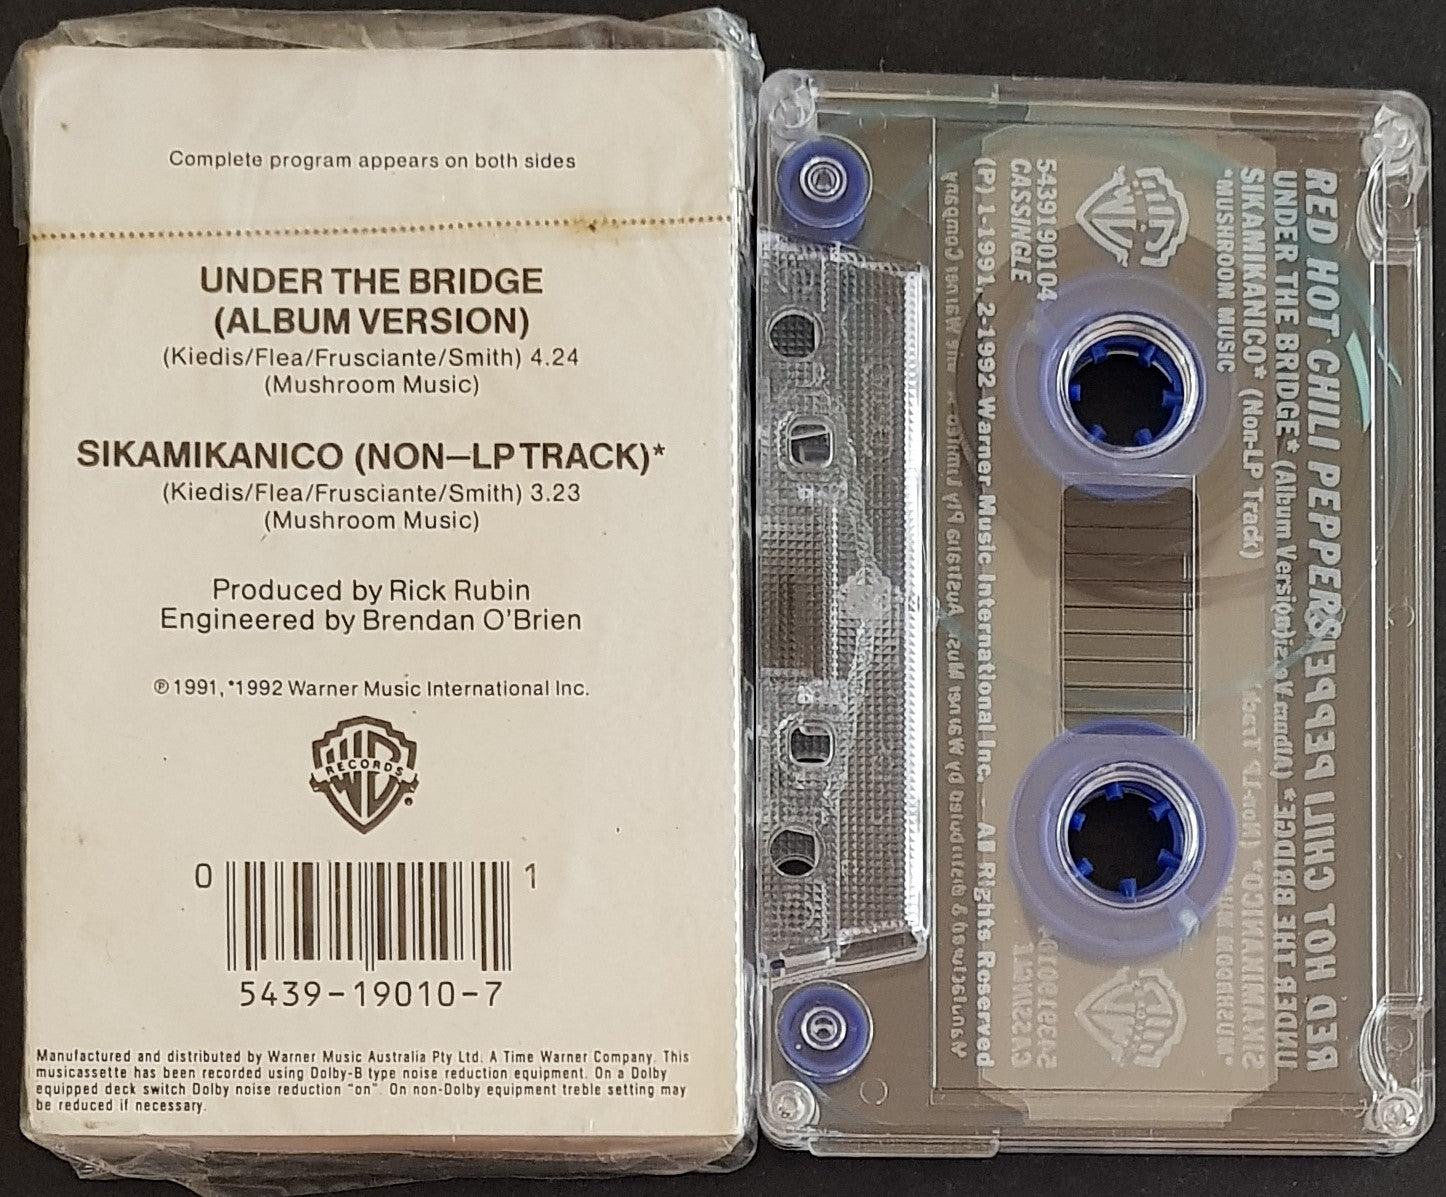 Complete program appears on both sides
UNDER THE BRIDGE
(ALBUM VERSION)
(Kiedis/Flea/Frusciante/Smith) 4.24
(Mushroom Music)
SIKAMIKANICO (NON–LP TRACK)*
(Kiedis/Flea/Frusciante/Smith) 3.23
(Mushroom Music)
Produced by Rick Rubin
Engineered by Brendan O'Brien
℗ 1991, *1992 Warner Music International Inc.
RECORDS
0 1
5439-19010-7
Manufactured and distributed by Warner Music Australia Pty Ltd. A Time Warner Company. This
musicassette has been recorded using Dolby-B type noise reduction equipment. On a Dolby
equipped deck switch Dolby noise reduction "on". On non-Dolby equipment treble setting may
be reduced if necessary.
RED HOT CHILI PEPPERS
UNDER THE BRIDGE* (Album Version)
SIKAMIKANICO* (Non-LP Track)
*MUSHROOM MUSIC
5439190104
CASSINGLE
(P) 1-1991, 2-1992 Warner Music International Inc. - All Rights Reserved